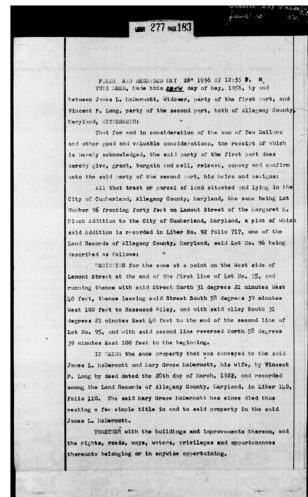 LIBER 277 PAGE 183
FILED AND RECORDED MAY 28" 1956 AT 12:55 P. M.
THIS DEED, Made this day of May, 1956, by and
between James L. McDermott, Widower, party of the first part, and
Vincent P. Long, party of the second part, both of Allegany County,
Maryland, WITNESSETH:
That for and in consideration of the sum of Ten Dollars
and other good and valuable considerations, the receipt of which
is hereby acknowledged, the said party of the first part does
hereby give, grant, bargain and sell, release, convey and confirm
unto the said party of the second part, his heirs and assigns:
All that tract or parcel of land situated and lying in the
City of Cumberland, Allegany County, Maryland, the same being Lot
Number 96 fronting forty feet on Lamont Street of the Margaret
Black Addition to the City of Cumberland, Maryland, a plat of which
said Addition is recorded in Liber No. 92 folio 717, one of the
Land Records of Allegany County, Maryland, said Lot No. 96 being
described as follows:
BEGINNING for the same at a point on the West side of
Lamont Street at the end of the first line of Lot No. 95, and
running thence with said Street North 31 degrees 21 minutes West
40 feet, thence leaving said Street South 58 degrees 39 minutes
West 100 feet to Rosewood Alley, and with said Alley South 31
degrees 21 minutes East 40 feet to the end of the second line of
Lot No. 95, and with said second line reversed North 58 degrees
39 minutes East 100 feet to the beginning.
IT BEING the same property that was conveyed to the said
James L. McDermott and Mary Grace McDermott, his wife, by Vincent
P. Long by deed dated the 20th day of March, 1922, and recorded
among the Land Records of Allegany County, Maryland, in Liber 140,
folio 110. The said Mary Grace McDermott has since died thus
vesting a fee simple title in and to said property in the said
James L. McDermott.
TOGETHER with the buildings and improvements thereon, and
the rights, roads, ways, waters, privileges and appurtenances
thereunto belonging or in anywise appertaining.